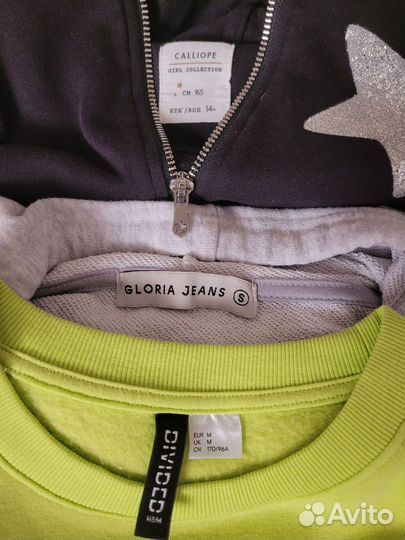 CALLIOPE
GIRL COLLECTION
CM 165
ETA'/AGE 14+
GLORIA JEANS S
DIVIDED
H&M
EUR M
UK M
CN 170/96A
Avito